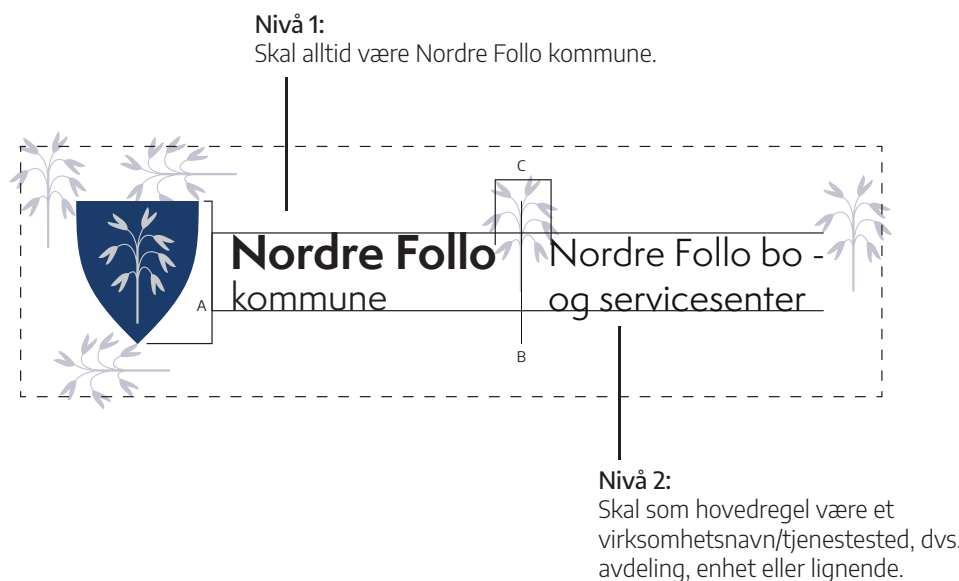 Nivå 1:
Skal alltid være Nordre Follo kommune.
C
Nordre Follo
kommune
Nordre Follo bo -
og servicesenter
A
B
Nivå 2:
Skal som hovedregel være et
virksomhetsnavn/tjenestested, dvs.
avdeling, enhet eller lignende.